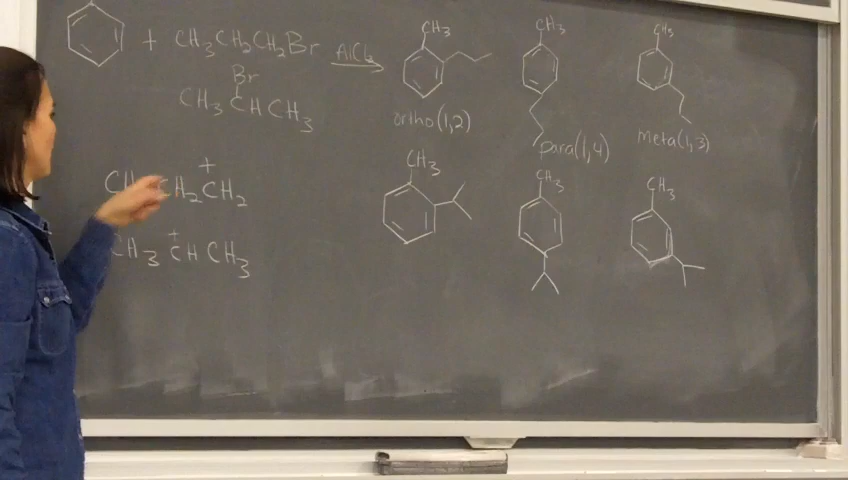 + CH₃CH₂CH₂Br AlCl₃
Br
CH₃CHCH₃
CH₃ CH₃ CH₃
ortho(1,2) para(1,4) meta(1,3)
+
CH₂CH₂
+
CH₃CHCH₃
CH₃ CH₃ CH₃